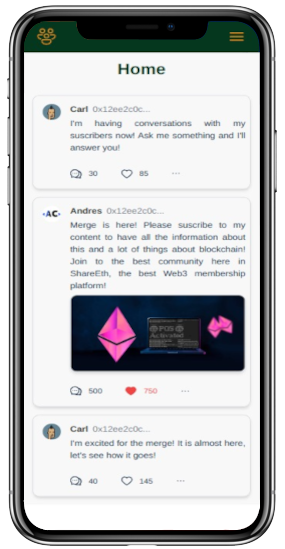 Home
Carl 0x12ee2c0c...
I'm having conversations with my
suscribers now! Ask me something and I'll
answer you!
30 85 ...
·AC· Andres 0x12ee2c0c...
Merge is here! Please suscribe to my
content to have all the information about
this and a lot of things about blockchain!
Join to the best community here in
ShareEth, the best Web3 membership
platform!
POS
Activated
500 750 ...
Carl 0x12ee2c0c...
I'm excited for the merge! It is almost here,
let's see how it goes!
40 145 ...